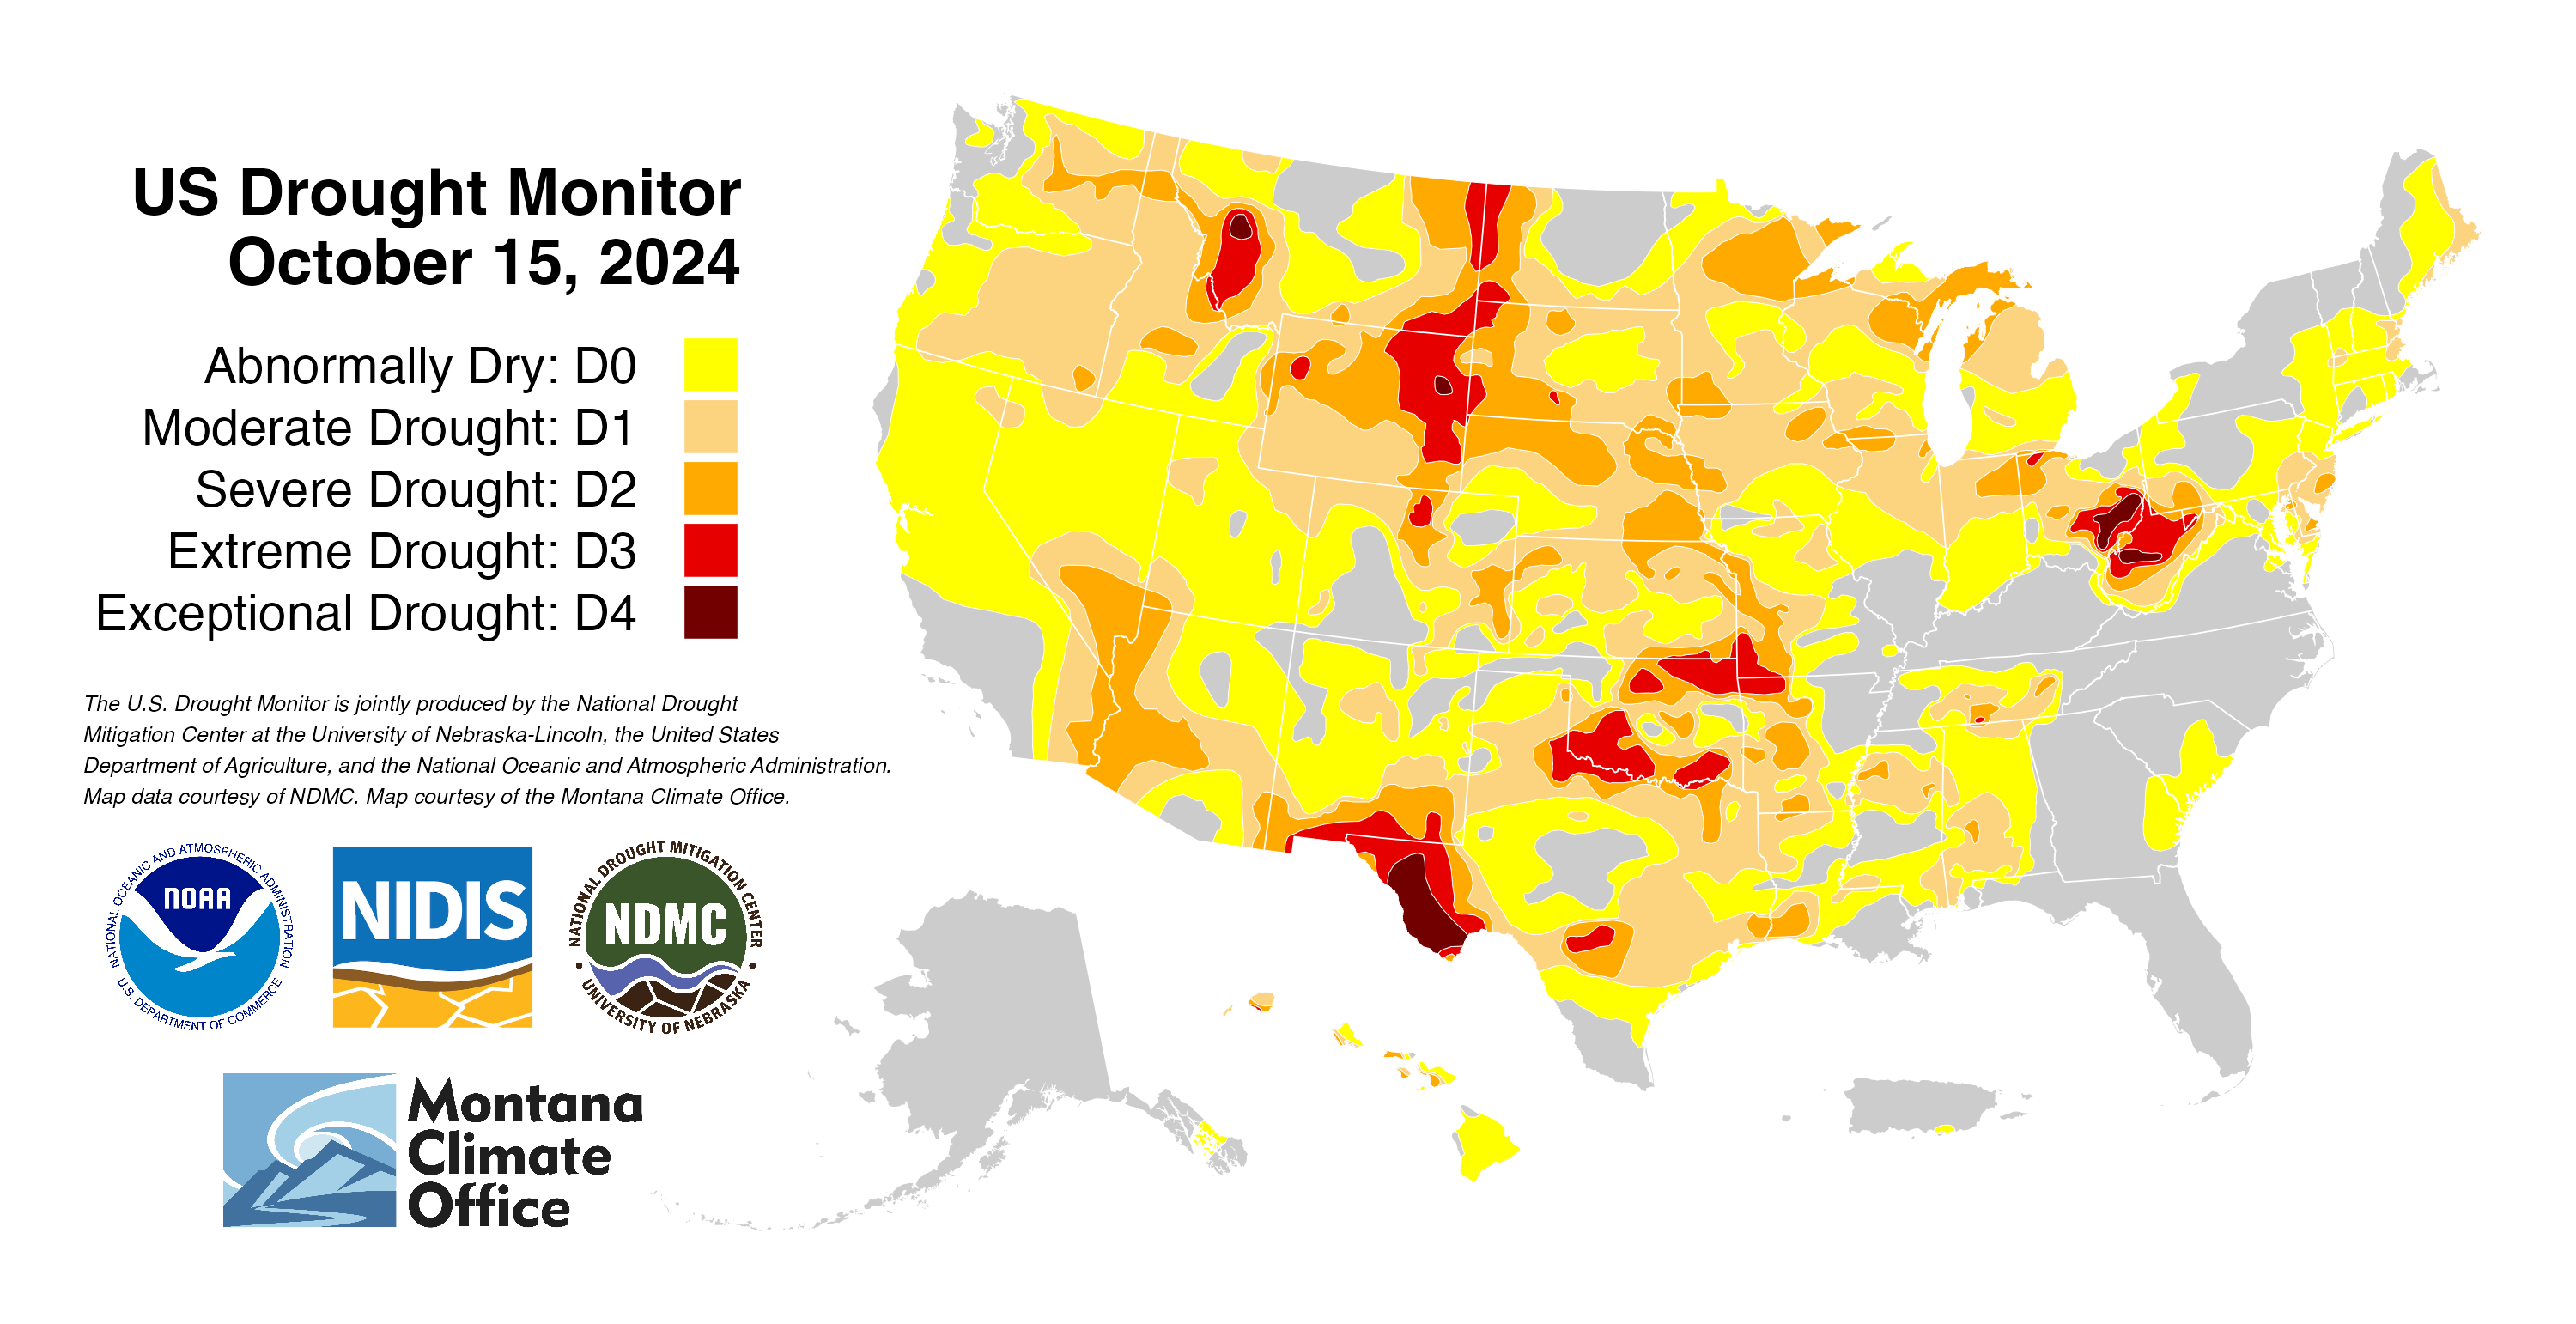 US Drought Monitor
October 15, 2024
Abnormally Dry: D0
Moderate Drought: D1
Severe Drought: D2
Extreme Drought: D3
Exceptional Drought: D4
The U.S. Drought Monitor is jointly produced by the National Drought
Mitigation Center at the University of Nebraska-Lincoln, the United States
Department of Agriculture, and the National Oceanic and Atmospheric Administration.
Map data courtesy of NDMC. Map courtesy of the Montana Climate Office.
NATIONAL OCEANIC AND ATMOSPHERIC ADMINISTRATION
NOAA
U.S. DEPARTMENT OF COMMERCE
NIDIS
NATIONAL DROUGHT MITIGATION CENTER
NDMC
UNIVERSITY OF NEBRASKA
Montana
Climate
Office